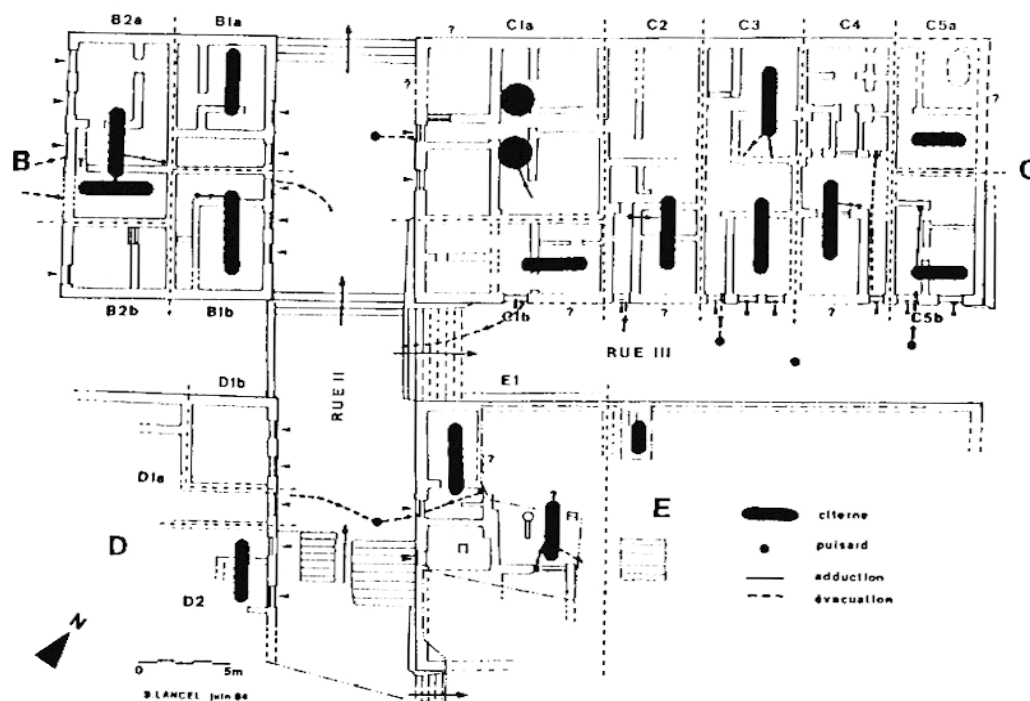 B2a B1a C1a C2 C3 C4 C5a
?
B
C
B2b B1b C1b C5b
RUE II
RUE III
D1b
E1
D1a
D
E
D2
N
0 5m
S LANCEL juin 84
citerne
puisard
adduction
évacuation